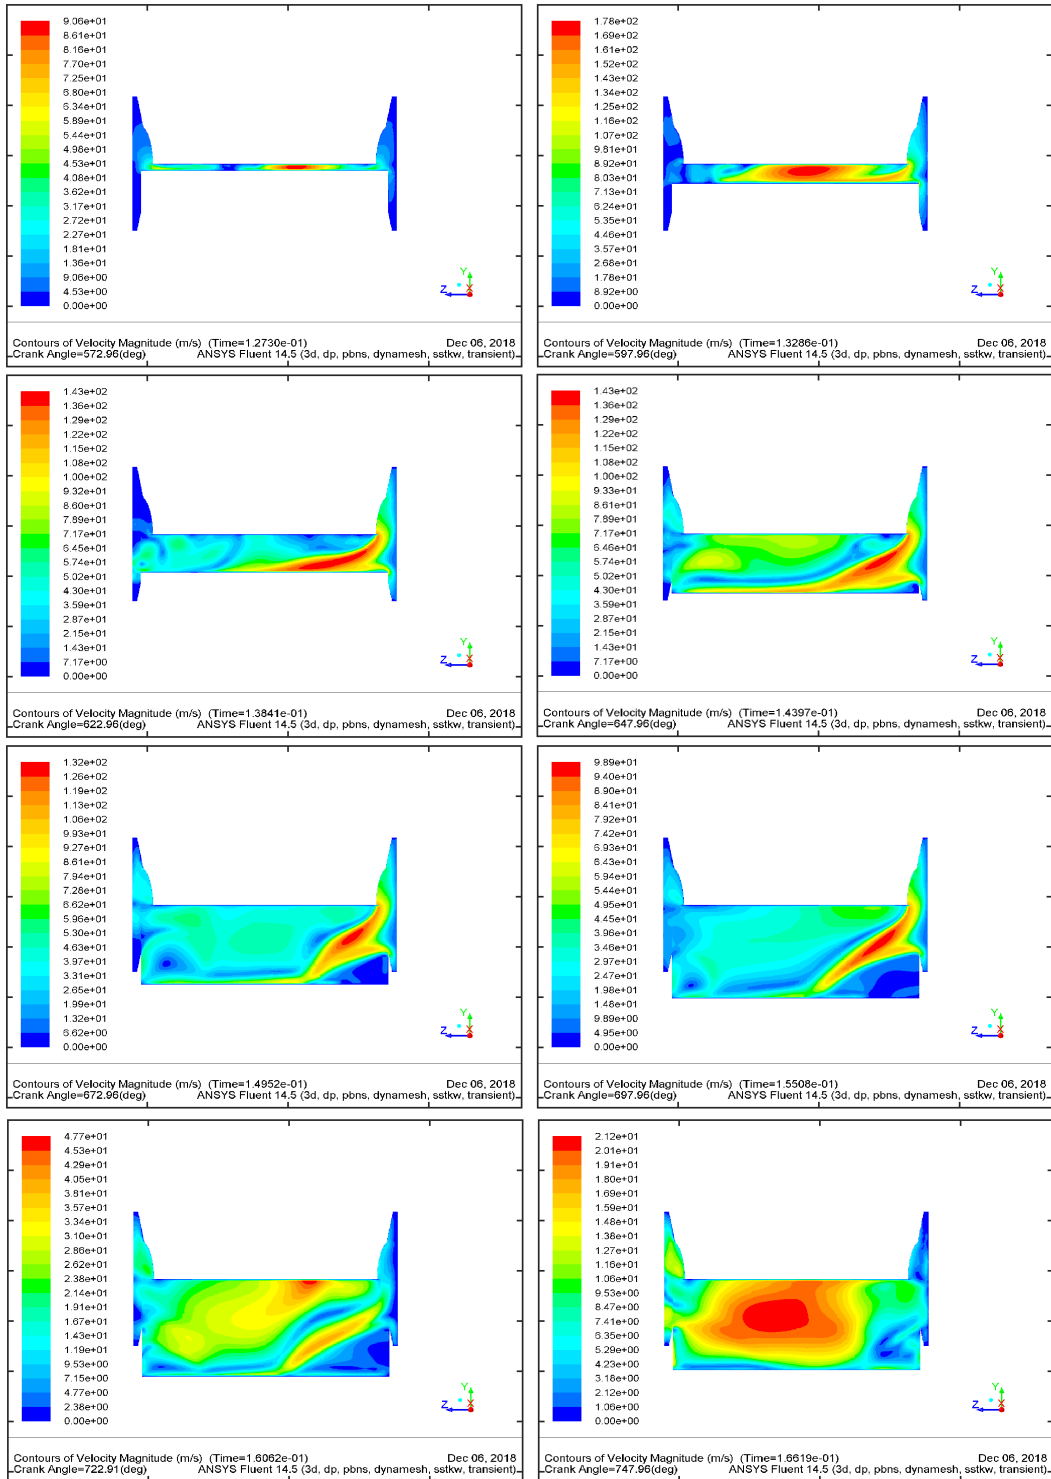 9.06e+01
8.61e+01
8.16e+01
7.70e+01
7.25e+01
6.80e+01
6.34e+01
5.89e+01
5.44e+01
4.98e+01
4.53e+01
4.08e+01
3.62e+01
3.17e+01
2.72e+01
2.27e+01
1.81e+01
1.36e+01
9.06e+00
4.53e+00
0.00e+00
Y
Z X
Contours of Velocity Magnitude (m/s) (Time=1.2730e-01) Dec 06, 2018
Crank Angle=572.96(deg) ANSYS Fluent 14.5 (3d, dp, pbns, dynamesh, sstkw, transient)
1.78e+02
1.69e+02
1.61e+02
1.52e+02
1.43e+02
1.34e+02
1.25e+02
1.16e+02
1.07e+02
9.81e+01
8.92e+01
8.03e+01
7.13e+01
6.24e+01
5.35e+01
4.46e+01
3.57e+01
2.68e+01
1.78e+01
8.92e+00
0.00e+00
Y
Z X
Contours of Velocity Magnitude (m/s) (Time=1.3286e-01) Dec 06, 2018
Crank Angle=597.96(deg) ANSYS Fluent 14.5 (3d, dp, pbns, dynamesh, sstkw, transient)
1.43e+02
1.36e+02
1.29e+02
1.22e+02
1.15e+02
1.08e+02
1.00e+02
9.32e+01
8.60e+01
7.89e+01
7.17e+01
6.45e+01
5.74e+01
5.02e+01
4.30e+01
3.59e+01
2.87e+01
2.15e+01
1.43e+01
7.17e+00
0.00e+00
Y
Z X
Contours of Velocity Magnitude (m/s) (Time=1.3841e-01) Dec 06, 2018
Crank Angle=622.96(deg) ANSYS Fluent 14.5 (3d, dp, pbns, dynamesh, sstkw, transient)
1.43e+02
1.36e+02
1.29e+02
1.22e+02
1.15e+02
1.08e+02
1.00e+02
9.33e+01
8.61e+01
7.89e+01
7.17e+01
6.46e+01
5.74e+01
5.02e+01
4.30e+01
3.59e+01
2.87e+01
2.15e+01
1.43e+01
7.17e+00
0.00e+00
Y
Z X
Contours of Velocity Magnitude (m/s) (Time=1.4397e-01) Dec 06, 2018
Crank Angle=647.96(deg) ANSYS Fluent 14.5 (3d, dp, pbns, dynamesh, sstkw, transient)
1.32e+02
1.26e+02
1.19e+02
1.13e+02
1.06e+02
9.93e+01
9.27e+01
8.61e+01
7.94e+01
7.28e+01
6.62e+01
5.96e+01
5.30e+01
4.63e+01
3.97e+01
3.31e+01
2.65e+01
1.99e+01
1.32e+01
6.62e+00
0.00e+00
Y
Z X
Contours of Velocity Magnitude (m/s) (Time=1.4952e-01) Dec 06, 2018
Crank Angle=672.96(deg) ANSYS Fluent 14.5 (3d, dp, pbns, dynamesh, sstkw, transient)
9.89e+01
9.40e+01
8.90e+01
8.41e+01
7.92e+01
7.42e+01
6.93e+01
6.43e+01
5.94e+01
5.44e+01
4.95e+01
4.45e+01
3.96e+01
3.46e+01
2.97e+01
2.47e+01
1.98e+01
1.48e+01
9.89e+00
4.95e+00
0.00e+00
Y
Z X
Contours of Velocity Magnitude (m/s) (Time=1.5508e-01) Dec 06, 2018
Crank Angle=697.96(deg) ANSYS Fluent 14.5 (3d, dp, pbns, dynamesh, sstkw, transient)
4.77e+01
4.53e+01
4.29e+01
4.05e+01
3.81e+01
3.57e+01
3.34e+01
3.10e+01
2.86e+01
2.62e+01
2.38e+01
2.14e+01
1.91e+01
1.67e+01
1.43e+01
1.19e+01
9.53e+00
7.15e+00
4.77e+00
2.38e+00
0.00e+00
Y
Z X
Contours of Velocity Magnitude (m/s) (Time=1.6062e-01) Dec 06, 2018
Crank Angle=722.91(deg) ANSYS Fluent 14.5 (3d, dp, pbns, dynamesh, sstkw, transient)
2.12e+01
2.01e+01
1.91e+01
1.80e+01
1.69e+01
1.59e+01
1.48e+01
1.38e+01
1.27e+01
1.16e+01
1.06e+01
9.53e+00
8.47e+00
7.41e+00
6.35e+00
5.29e+00
4.23e+00
3.18e+00
2.12e+00
1.06e+00
0.00e+00
Y
Z X
Contours of Velocity Magnitude (m/s) (Time=1.6619e-01) Dec 06, 2018
Crank Angle=747.96(deg) ANSYS Fluent 14.5 (3d, dp, pbns, dynamesh, sstkw, transient)